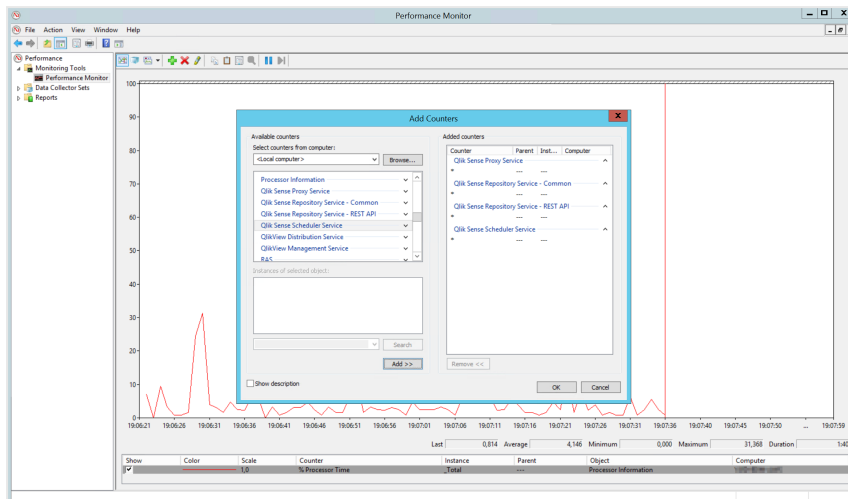 Performance Monitor
File Action View Window Help
Performance
Monitoring Tools
Performance Monitor
Data Collector Sets
Reports
100
90
80
70
60
50
40
30
20
10
0
Add Counters
X
Available counters
Select counters from computer:
<Local computer>
Browse...
Processor Information
Qlik Sense Proxy Service
Qlik Sense Repository Service - Common
Qlik Sense Repository Service - REST API
Qlik Sense Scheduler Service
QlikView Distribution Service
QlikView Management Service
RAS
Instances of selected object:
Search
Add >>
Show description
Added counters
Counter Parent Inst... Computer
Qlik Sense Proxy Service
* --- ---
Qlik Sense Repository Service - Common
* --- ---
Qlik Sense Repository Service - REST API
* --- ---
Qlik Sense Scheduler Service
* --- ---
Remove <<
OK Cancel
19:06:21 19:06:26 19:06:31 19:06:36 19:06:41 19:06:46 19:06:51 19:06:56 19:07:01 19:07:06 19:07:11 19:07:16 19:07:21 19:07:26 19:07:31 19:07:36 19:07:40 19:07:45 19:07:50 ... 19:07:59
Last 0,814 Average 4,146 Minimum 0,000 Maximum 31,368 Duration 1:40
Show Color Scale Counter Instance Parent Object Computer
1,0 % Processor Time _Total --- Processor Information